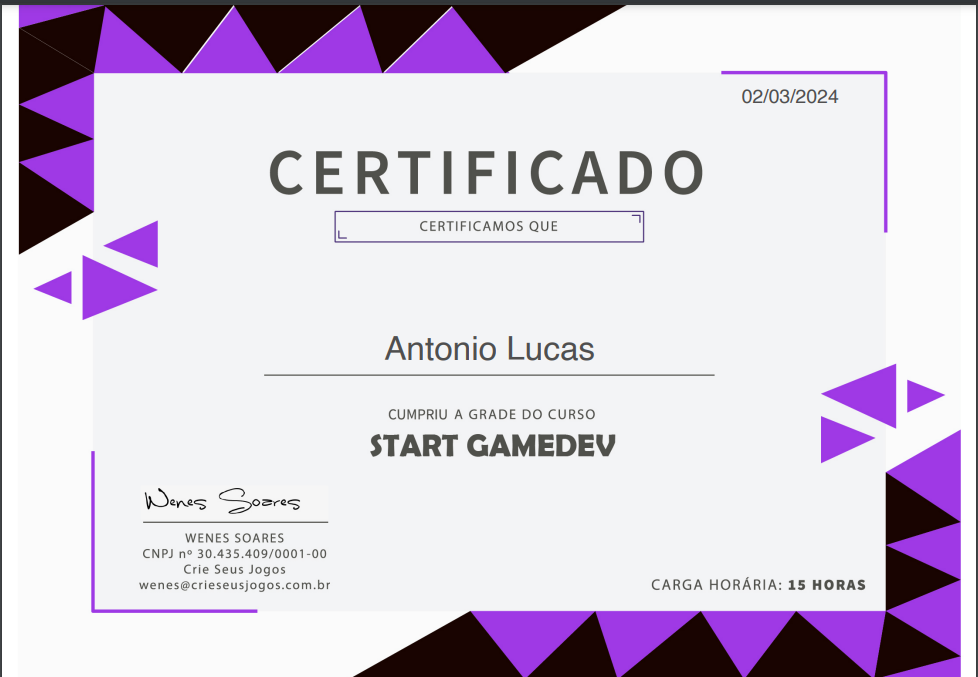 02/03/2024
CERTIFICADO
CERTIFICAMOS QUE
Antonio Lucas
CUMPRIU A GRADE DO CURSO
START GAMEDEV
Wenes Soares
WENES SOARES
CNPJ nº 30.435.409/0001-00
Crie Seus Jogos
wenes@crieseusjogos.com.br
CARGA HORÁRIA: 15 HORAS